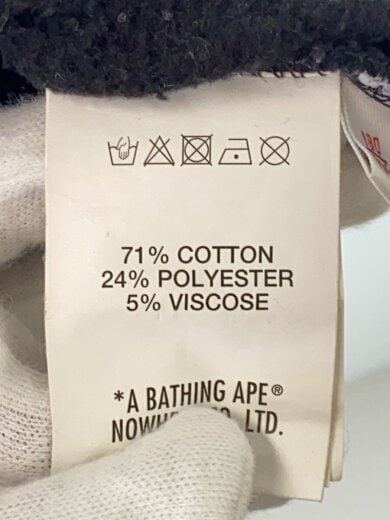 71% COTTON
24% POLYESTER
5% VISCOSE
*A BATHING APE®
LTD.